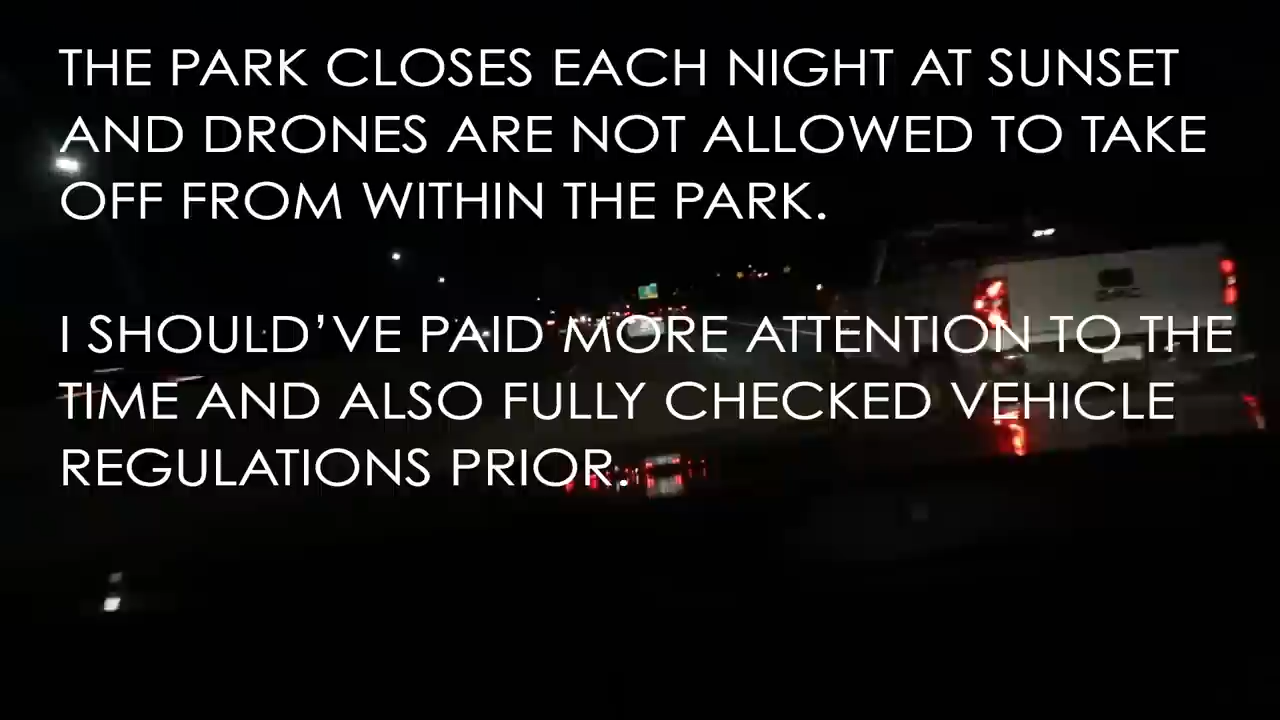 THE PARK CLOSES EACH NIGHT AT SUNSET
AND DRONES ARE NOT ALLOWED TO TAKE
OFF FROM WITHIN THE PARK.
I SHOULD’VE PAID MORE ATTENTION TO THE
TIME AND ALSO FULLY CHECKED VEHICLE
REGULATIONS PRIOR.